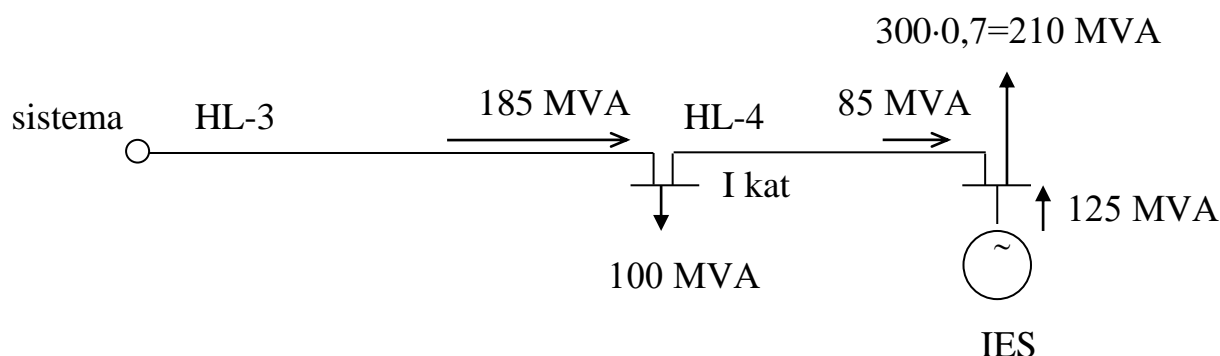 300·0,7=210 MVA
sistema HL-3 185 MVA HL-4 85 MVA
I kat 125 MVA
~
100 MVA
IES